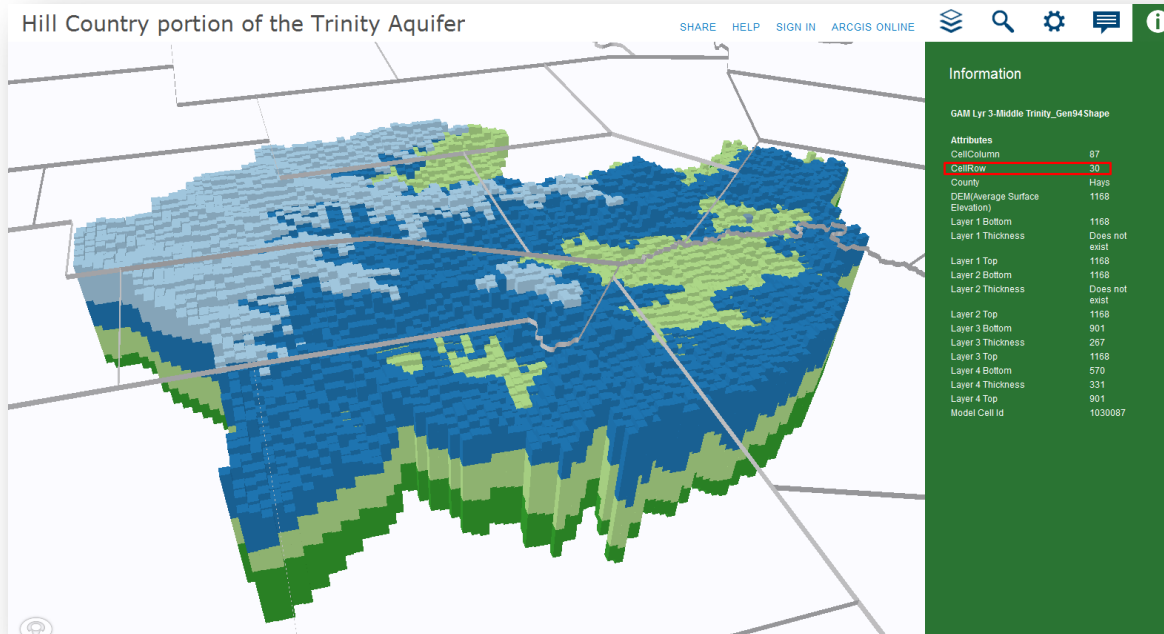 Hill Country portion of the Trinity Aquifer
SHARE HELP SIGN IN ARCGIS ONLINE
Information
GAM Lyr 3-Middle Trinity_Gen94Shape
Attributes
CellColumn 87
CellRow 30
County Hays
DEM(Average Surface 1168
Elevation)
Layer 1 Bottom 1168
Layer 1 Thickness Does not
exist
Layer 1 Top 1168
Layer 2 Bottom 1168
Layer 2 Thickness Does not
exist
Layer 2 Top 1168
Layer 3 Bottom 901
Layer 3 Thickness 267
Layer 3 Top 1168
Layer 4 Bottom 570
Layer 4 Thickness 331
Layer 4 Top 901
Model Cell Id 1030087